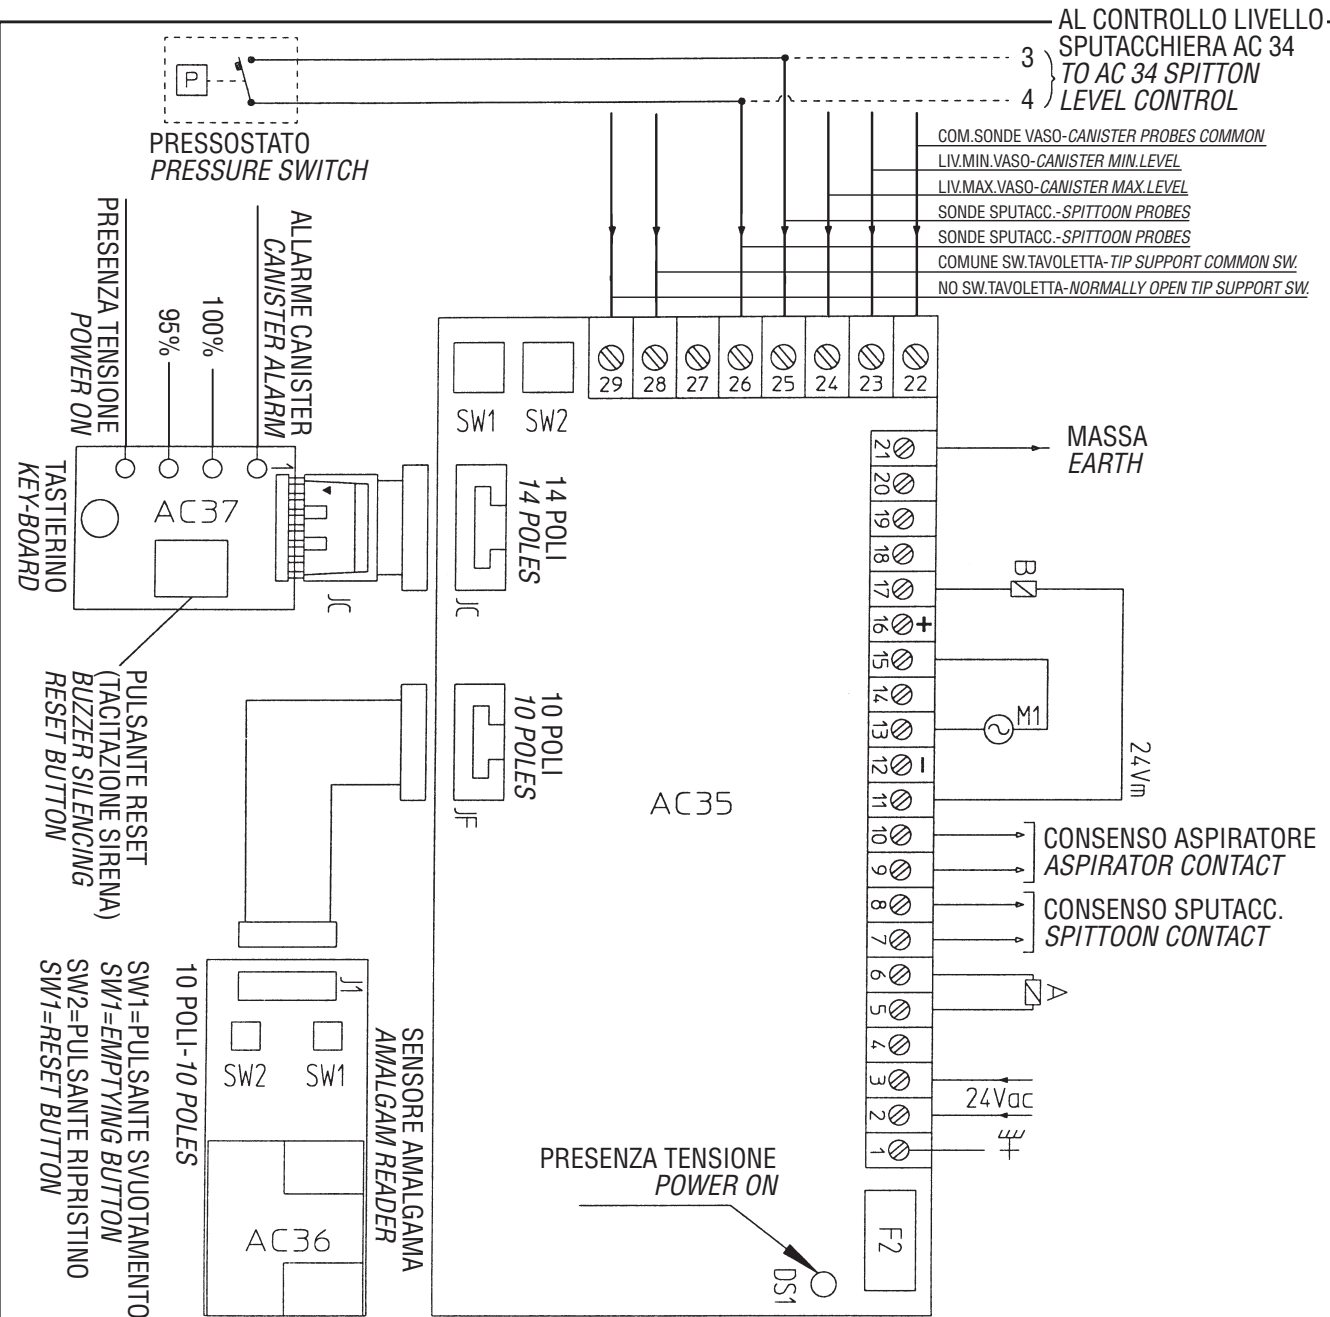 AL CONTROLLO LIVELLO
SPUTACCHIERA AC 34
TO AC 34 SPITTON
LEVEL CONTROL
3
4
P
PRESSOSTATO
PRESSURE SWITCH
COM.SONDE VASO-CANISTER PROBES COMMON
LIV.MIN.VASO-CANISTER MIN.LEVEL
LIV.MAX.VASO-CANISTER MAX.LEVEL
SONDE SPUTACC.-SPITTOON PROBES
SONDE SPUTACC.-SPITTOON PROBES
COMUNE SW.TAVOLETTA-TIP SUPPORT COMMON SW.
NO SW.TAVOLETTA-NORMALLY OPEN TIP SUPPORT SW.
PRESENZA TENSIONE
POWER ON
95%
100%
ALLARME CANISTER
CANISTER ALARM
TASTIERINO
KEY-BOARD
AC37
J1
JC
PULSANTE RESET
(TACITAZIONE SIRENA)
BUZZER SILENCING
RESET BUTTON
SW1
SW2
29
28
27
26
25
24
23
22
14 POLI
14 POLES
JC
10 POLI
10 POLES
JF
AC35
21
20
19
18
17
16
+
15
14
13
12
-
11
10
9
8
7
6
5
4
3
2
1
MASSA
EARTH
B
M1
24Vm
CONSENSO ASPIRATORE
ASPIRATOR CONTACT
CONSENSO SPUTACC.
SPITTOON CONTACT
A
24Vac
F2
PRESENZA TENSIONE
POWER ON
DS1
J1
SW2
SW1
AC36
SENSORE AMALGAMA
AMALGAM READER
10 POLI-10 POLES
SW1=PULSANTE SVUOTAMENTO
SW1=EMPTYING BUTTON
SW2=PULSANTE RIPRISTINO
SW1=RESET BUTTON